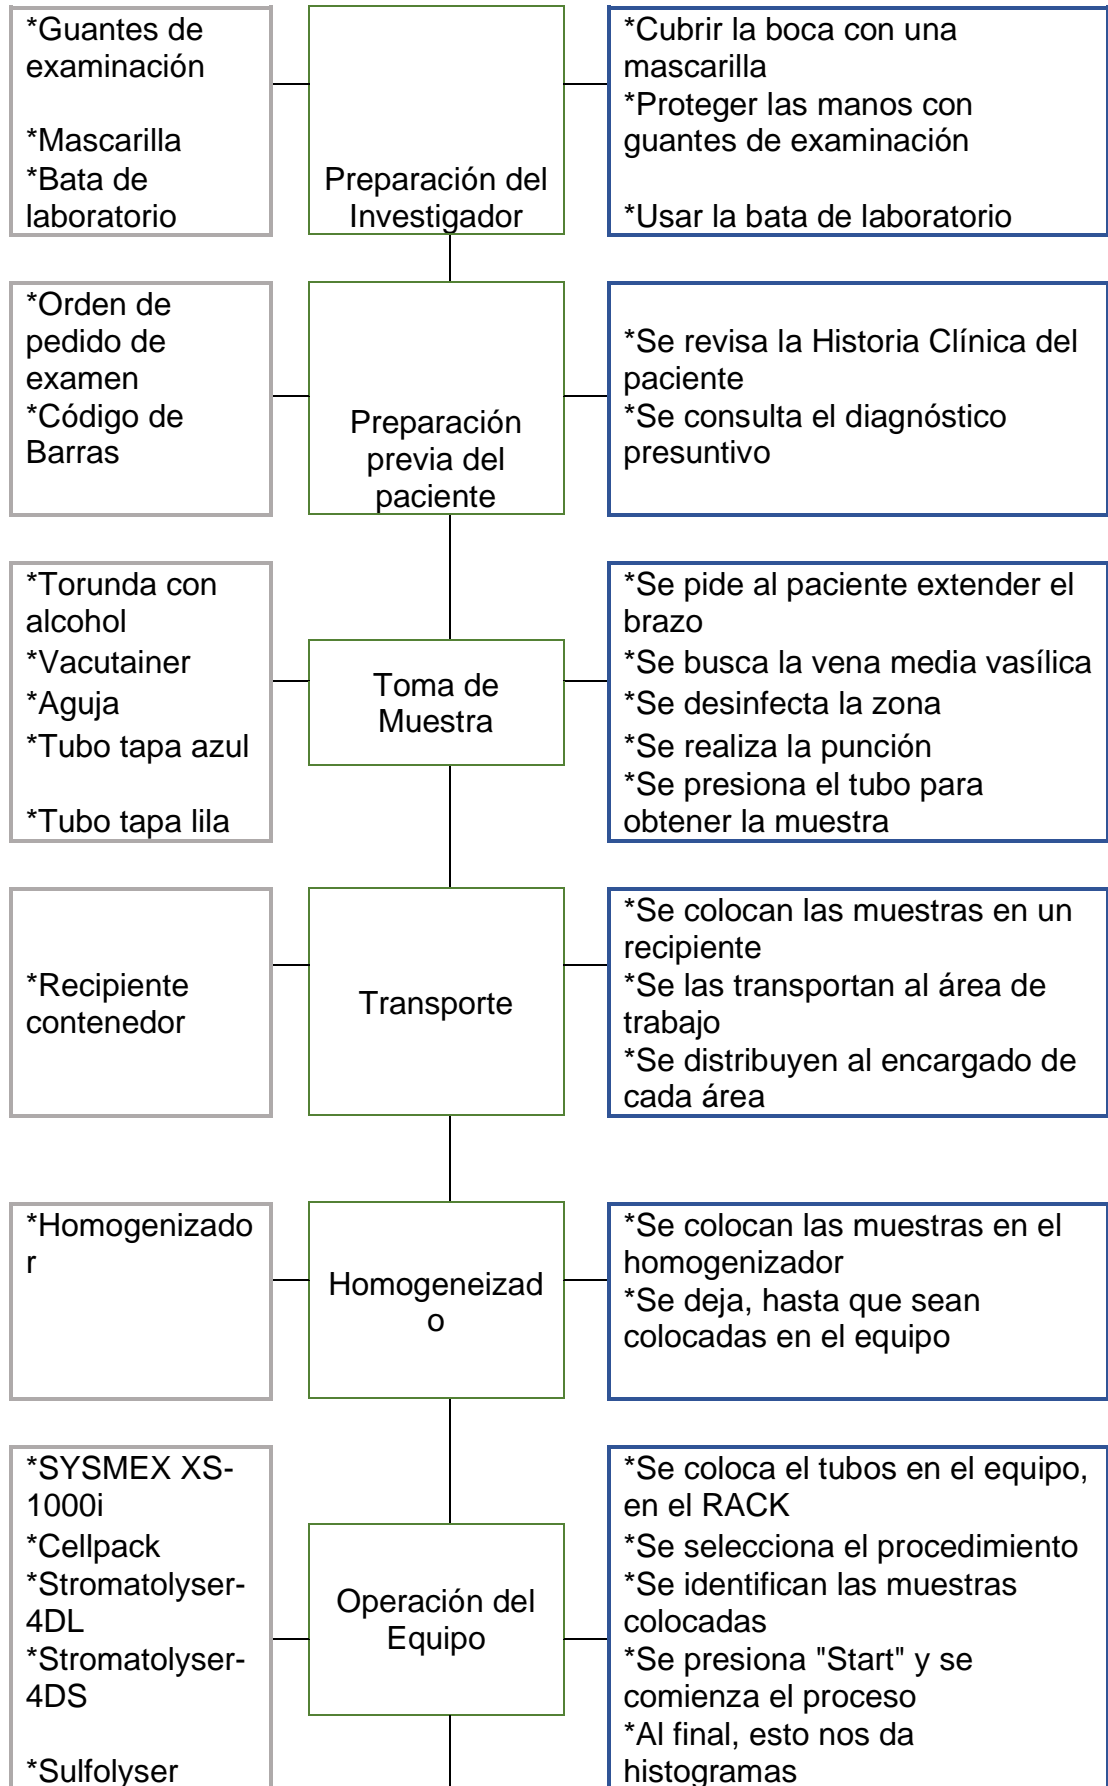 *Guantes de
examinación
*Mascarilla
*Bata de
laboratorio
Preparación del
Investigador
*Cubrir la boca con una
mascarilla
*Proteger las manos con
guantes de examinación
*Usar la bata de laboratorio
*Orden de
pedido de
examen
*Código de
Barras
Preparación
previa del
paciente
*Se revisa la Historia Clínica del
paciente
*Se consulta el diagnóstico
presuntivo
*Torunda con
alcohol
*Vacutainer
*Aguja
*Tubo tapa azul
*Tubo tapa lila
Toma de
Muestra
*Se pide al paciente extender el
brazo
*Se busca la vena media vasílica
*Se desinfecta la zona
*Se realiza la punción
*Se presiona el tubo para
obtener la muestra
*Recipiente
contenedor
Transporte
*Se colocan las muestras en un
recipiente
*Se las transportan al área de
trabajo
*Se distribuyen al encargado de
cada área
*Homogenizado
r
Homogeneizad
o
*Se colocan las muestras en el
homogenizador
*Se deja, hasta que sean
colocadas en el equipo
*SYSMEX XS-
1000i
*Cellpack
*Stromatolyser-
4DL
*Stromatolyser-
4DS
*Sulfolyser
Operación del
Equipo
*Se coloca el tubos en el equipo,
en el RACK
*Se selecciona el procedimiento
*Se identifican las muestras
colocadas
*Se presiona "Start" y se
comienza el proceso
*Al final, esto nos da
histogramas